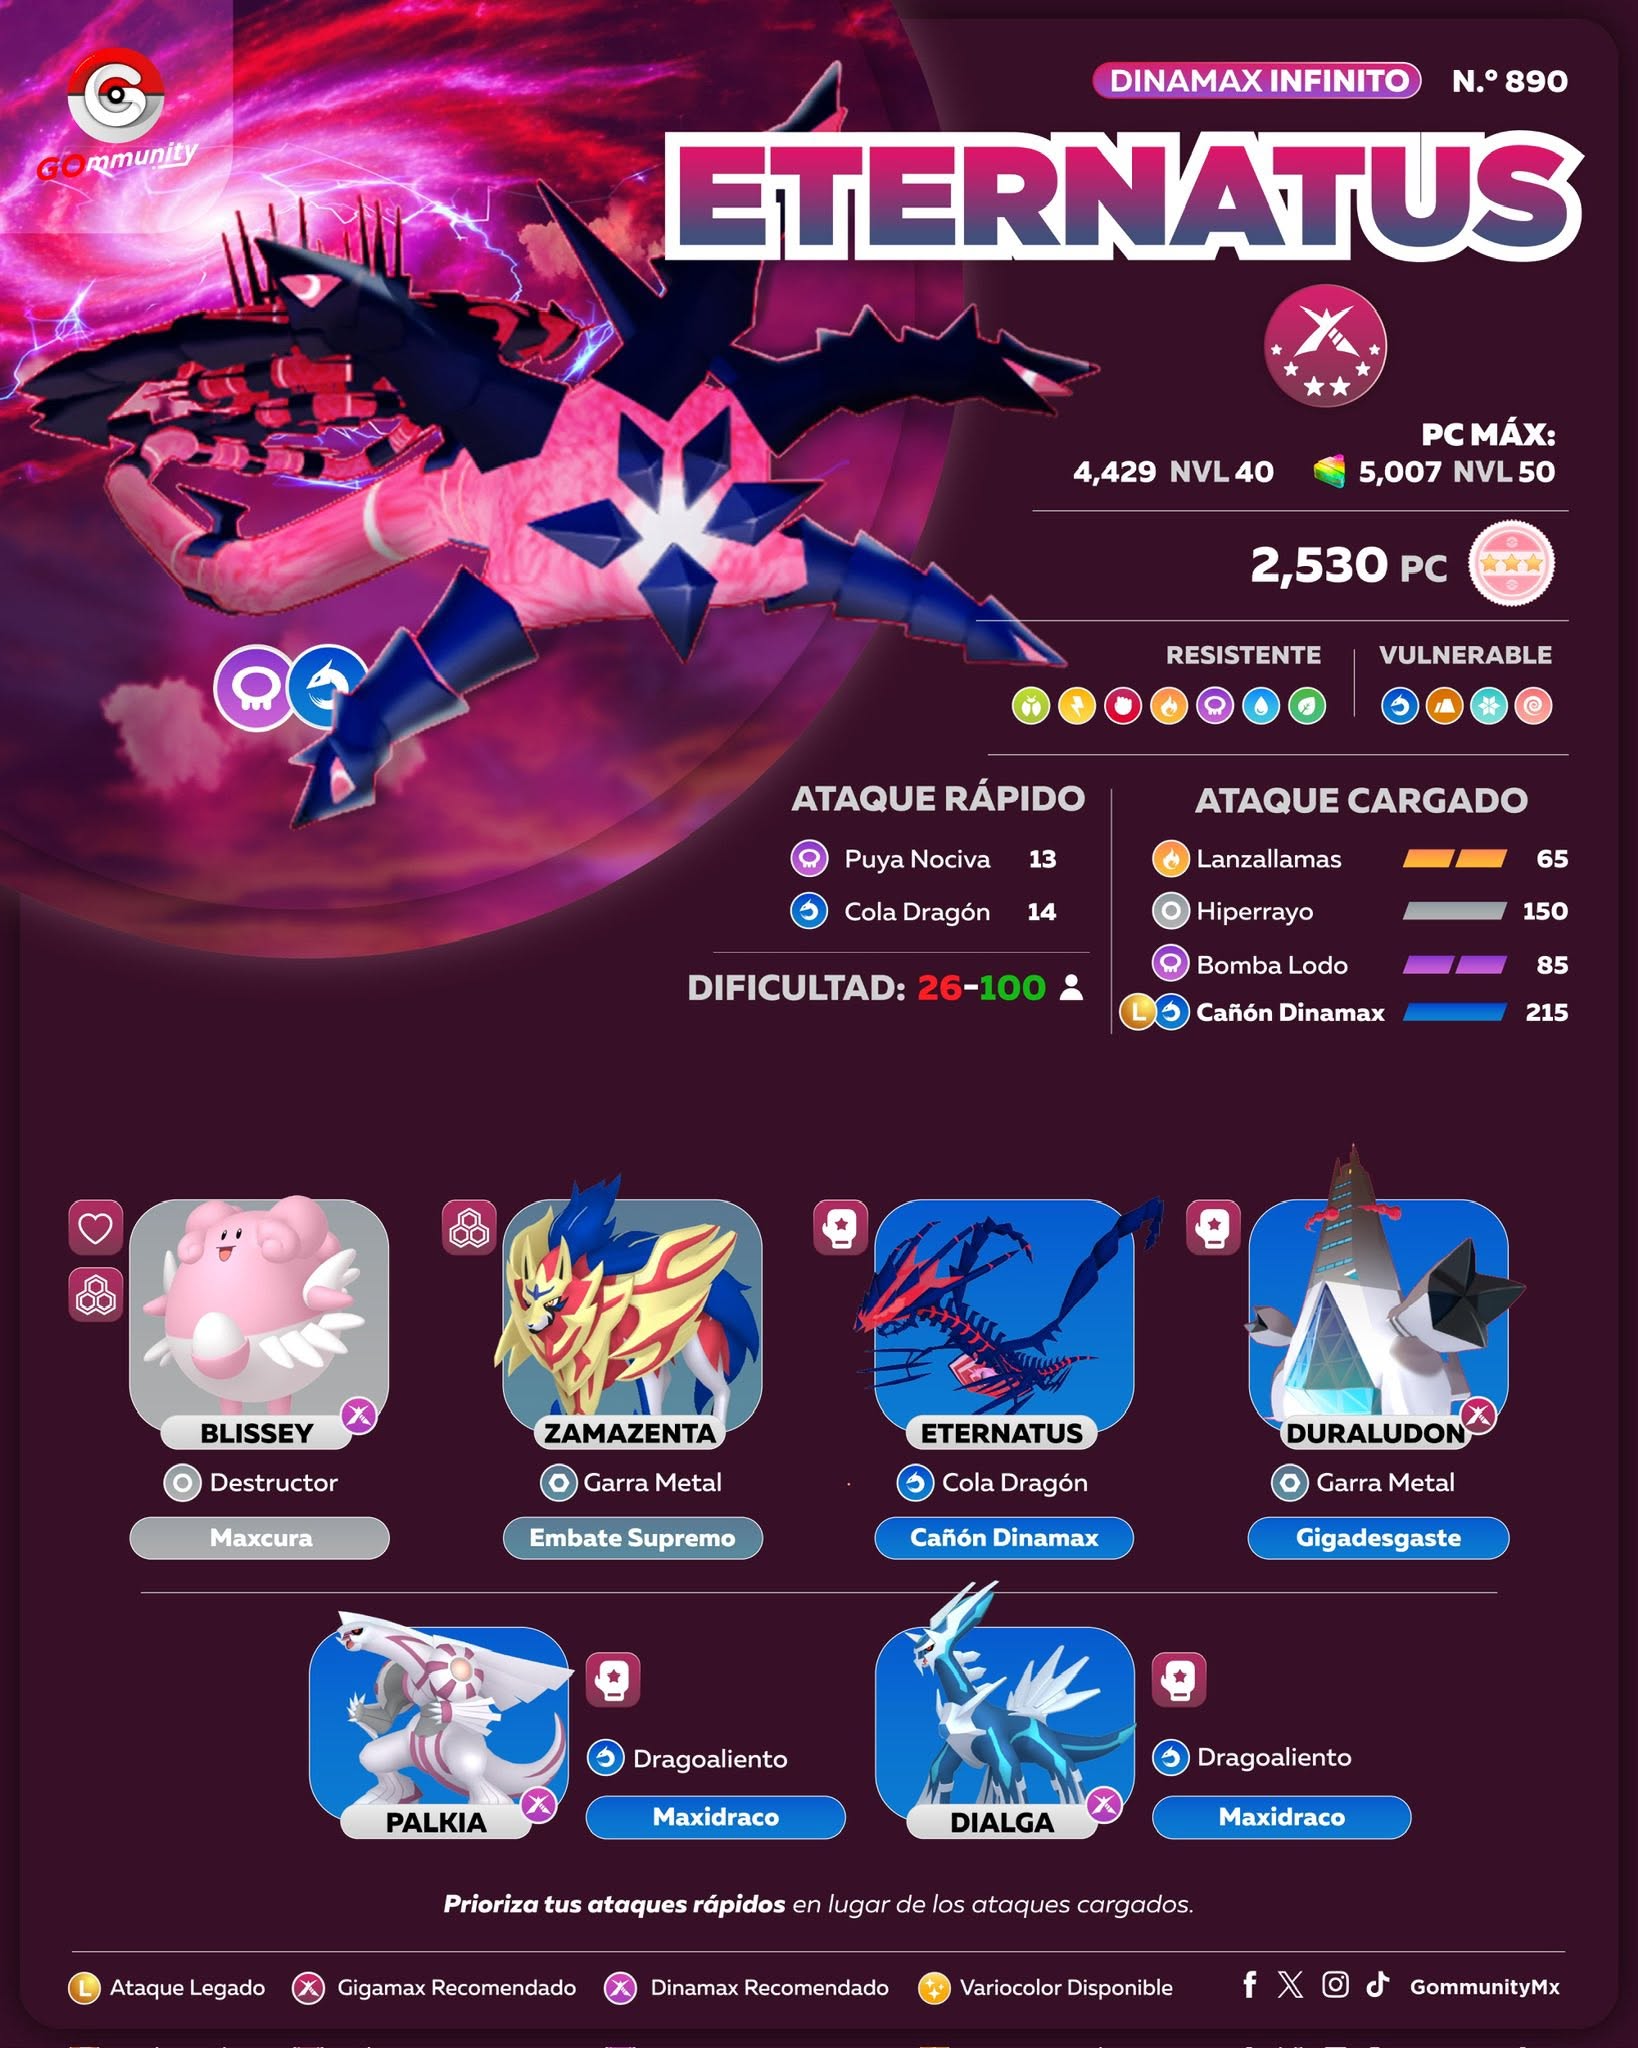 GOmmunity
DINAMAX INFINITO N.º 890
ETERNATUS
PC MÁX:
4,429 NVL 40 5,007 NVL 50
2,530 PC
RESISTENTE VULNERABLE
ATAQUE RÁPIDO
Puya Nociva 13
Cola Dragón 14
DIFICULTAD: 26-100
ATAQUE CARGADO
Lanzallamas 65
Hiperrayo 150
Bomba Lodo 85
L Cañón Dinamax 215
BLISSEY
Destructor
Maxcura
ZAMAZENTA
Garra Metal
Embate Supremo
ETERNATUS
Cola Dragón
Cañón Dinamax
DURALUDON
Garra Metal
Gigadesgaste
PALKIA
Dragoaliento
Maxidraco
DIALGA
Dragoaliento
Maxidraco
Prioriza tus ataques rápidos en lugar de los ataques cargados.
L Ataque Legado Gigamax Recomendado Dinamax Recomendado Variocolor Disponible GommunityMx